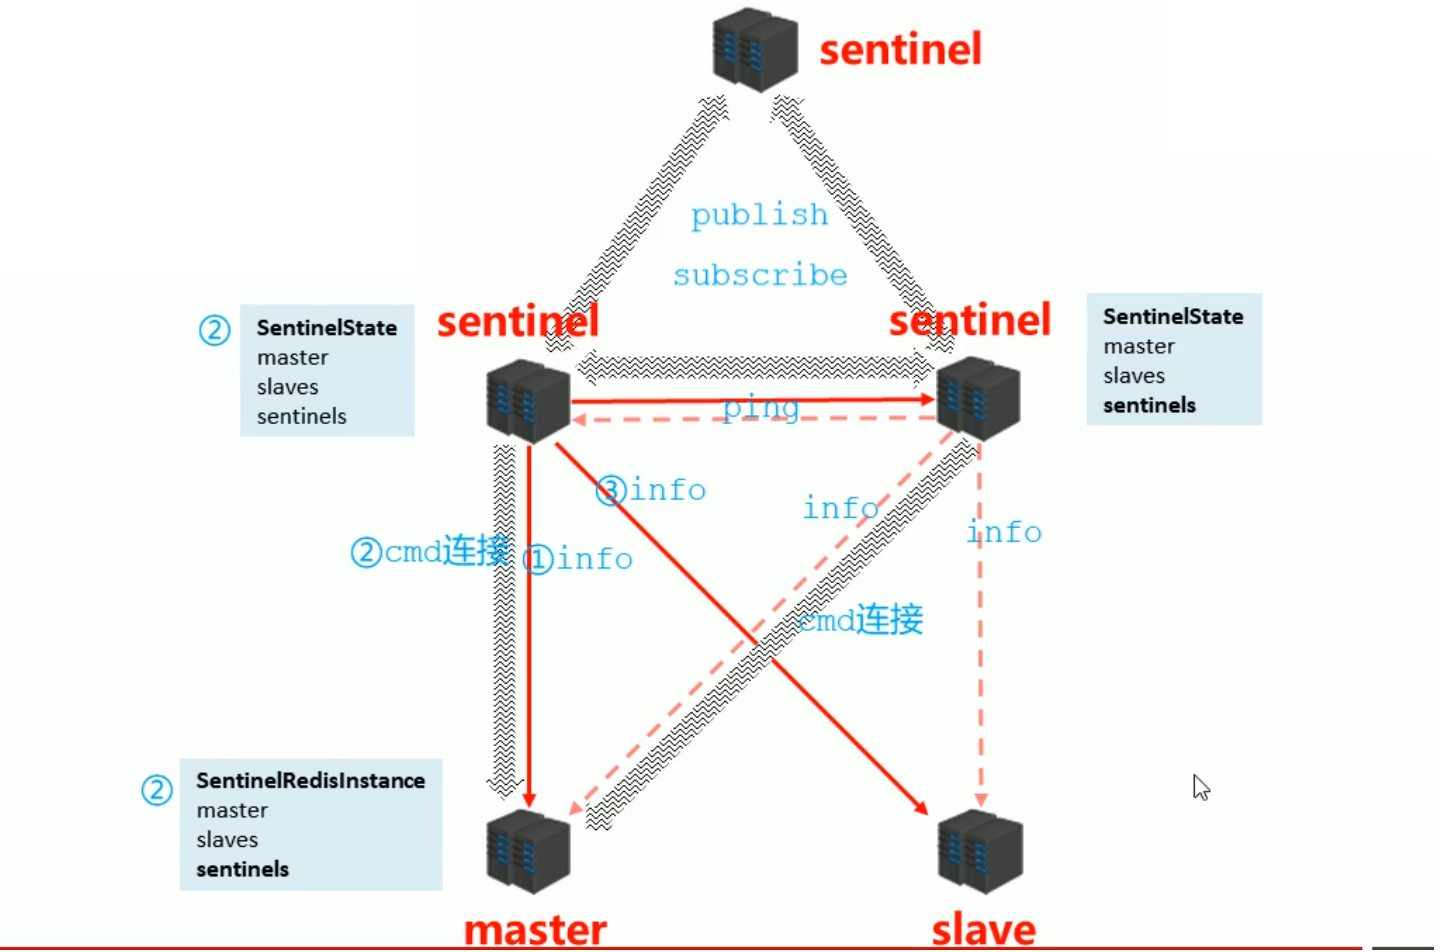 sentinel
publish
subscribe
sentinel
sentinel
②
SentinelState
master
slaves
sentinels
SentinelState
master
slaves
sentinels
ping
③info
info
info
②cmd连接
①info
cmd连接
②
SentinelRedisInstance
master
slaves
sentinels
master
slave